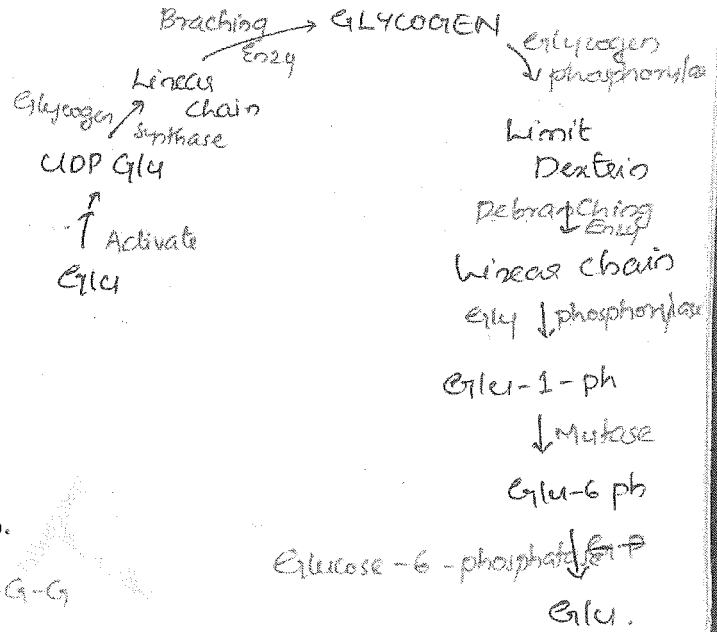 Braching
Enzy
GLYCOGEN
Glycogen
phosphorylase
Linear
Chain
Glycogen
synthase
UDP Glu
Activate
Glu
Limit
Dextrin
Debranching
Enzy
Linear Chain
Gly phosphorylase
Glu-1-ph
Mutase
Glu-6 ph
Glucose-6-phosphatase
Glu.
G-G